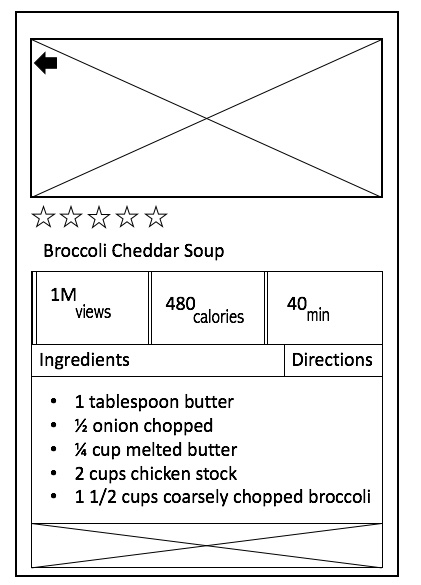 Broccoli Cheddar Soup
1M views
480 calories
40 min
Ingredients
Directions
• 1 tablespoon butter
• ½ onion chopped
• ¼ cup melted butter
• 2 cups chicken stock
• 1 1/2 cups coarsely chopped broccoli